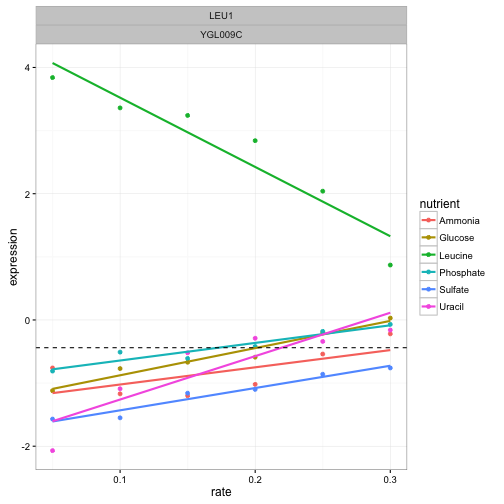 LEU1
YGL009C
4
2
0
-2
expression
0.1 0.2 0.3
rate
nutrient
Ammonia
Glucose
Leucine
Phosphate
Sulfate
Uracil